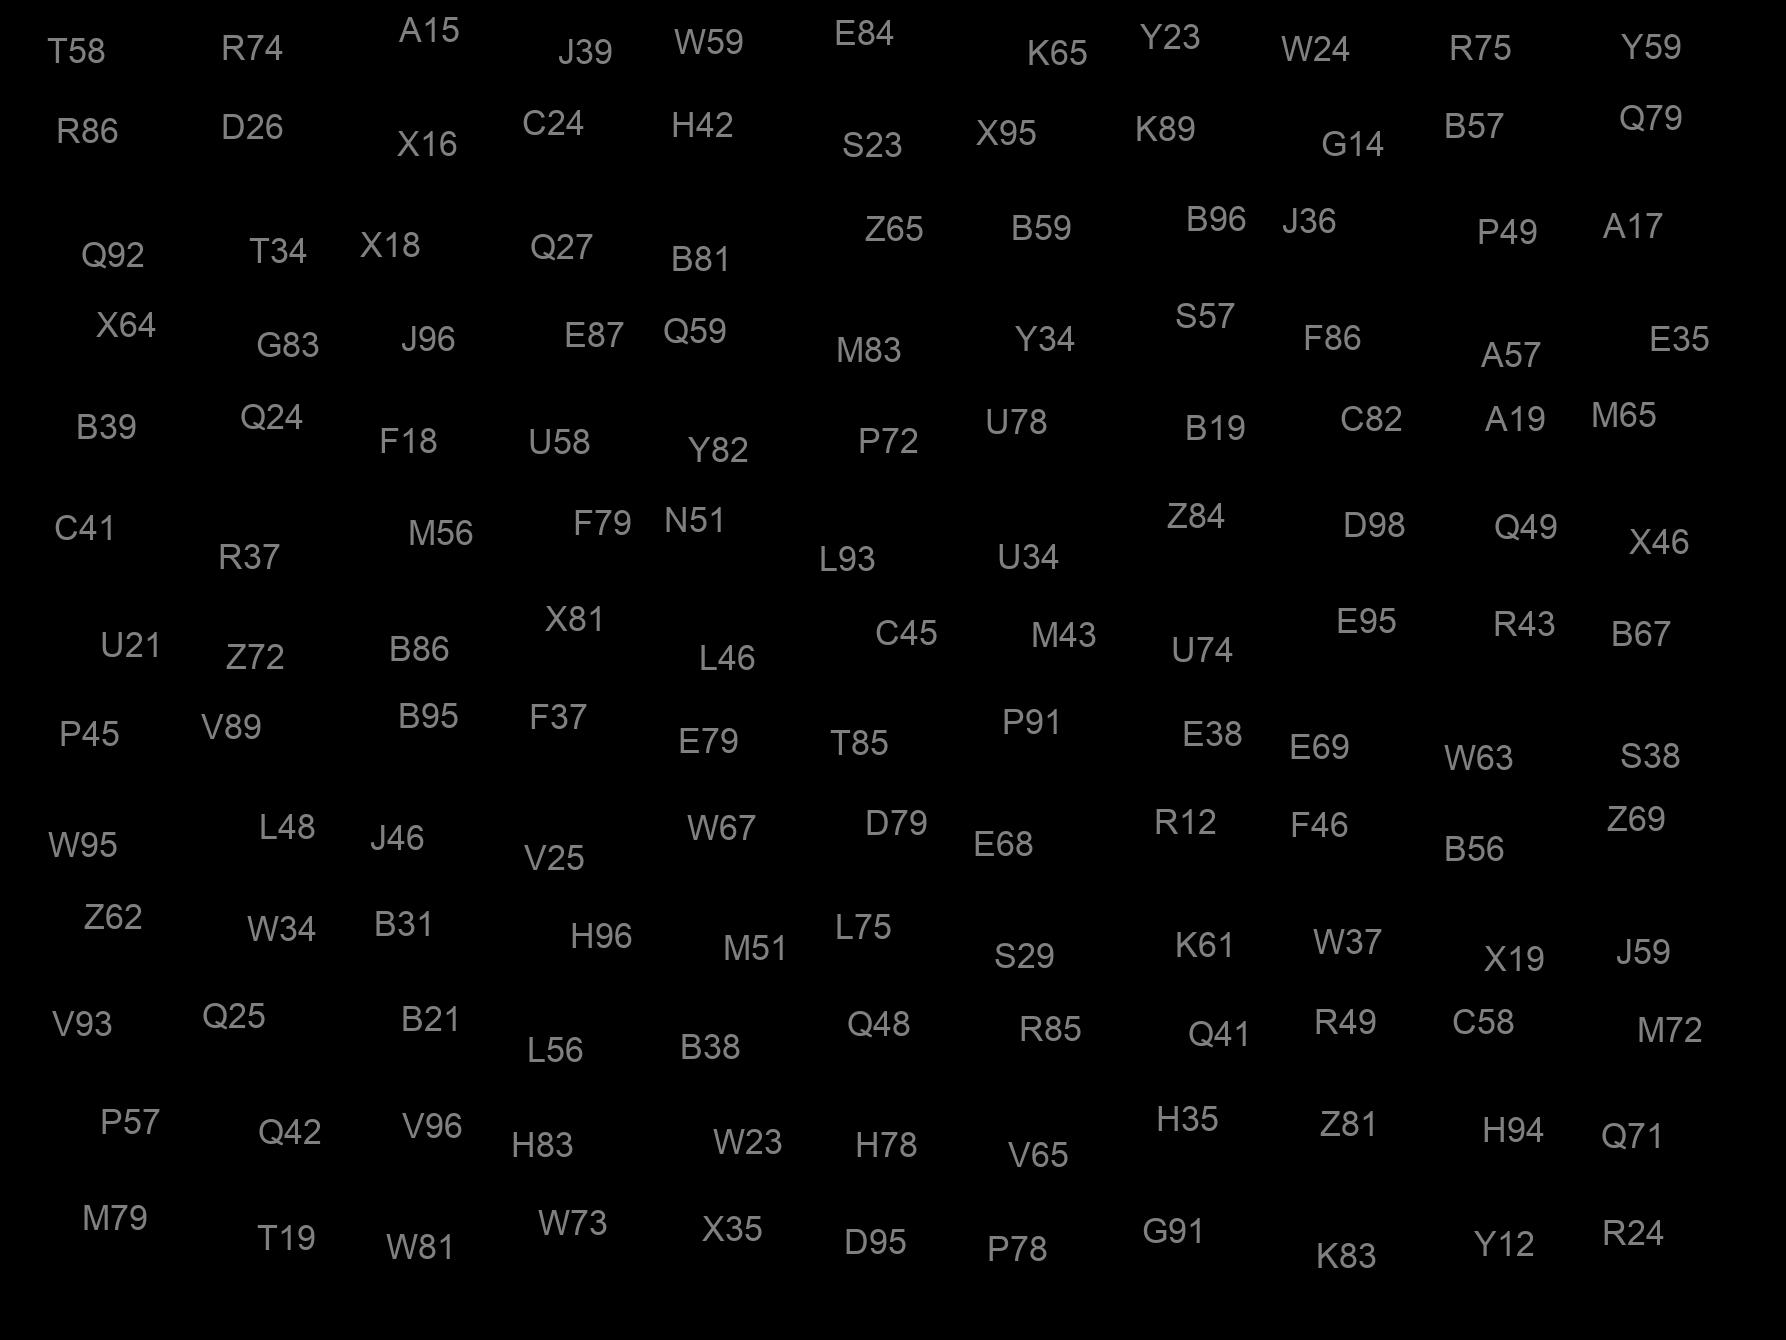 T58 R74 A15 J39 W59 E84 K65 Y23 W24 R75 Y59
R86 D26 X16 C24 H42 S23 X95 K89 G14 B57 Q79
Q92 T34 X18 Q27 B81 Z65 B59 B96 J36 P49 A17
X64 G83 J96 E87 Q59 M83 Y34 S57 F86 A57 E35
B39 Q24 F18 U58 Y82 P72 U78 B19 C82 A19 M65
C41 R37 M56 F79 N51 L93 U34 Z84 D98 Q49 X46
U21 Z72 B86 X81 L46 C45 M43 U74 E95 R43 B67
P45 V89 B95 F37 E79 T85 P91 E38 E69 W63 S38
W95 L48 J46 V25 W67 D79 E68 R12 F46 B56 Z69
Z62 W34 B31 H96 M51 L75 S29 K61 W37 X19 J59
V93 Q25 B21 L56 B38 Q48 R85 Q41 R49 C58 M72
P57 Q42 V96 H83 W23 H78 V65 H35 Z81 H94 Q71
M79 T19 W81 W73 X35 D95 P78 G91 K83 Y12 R24